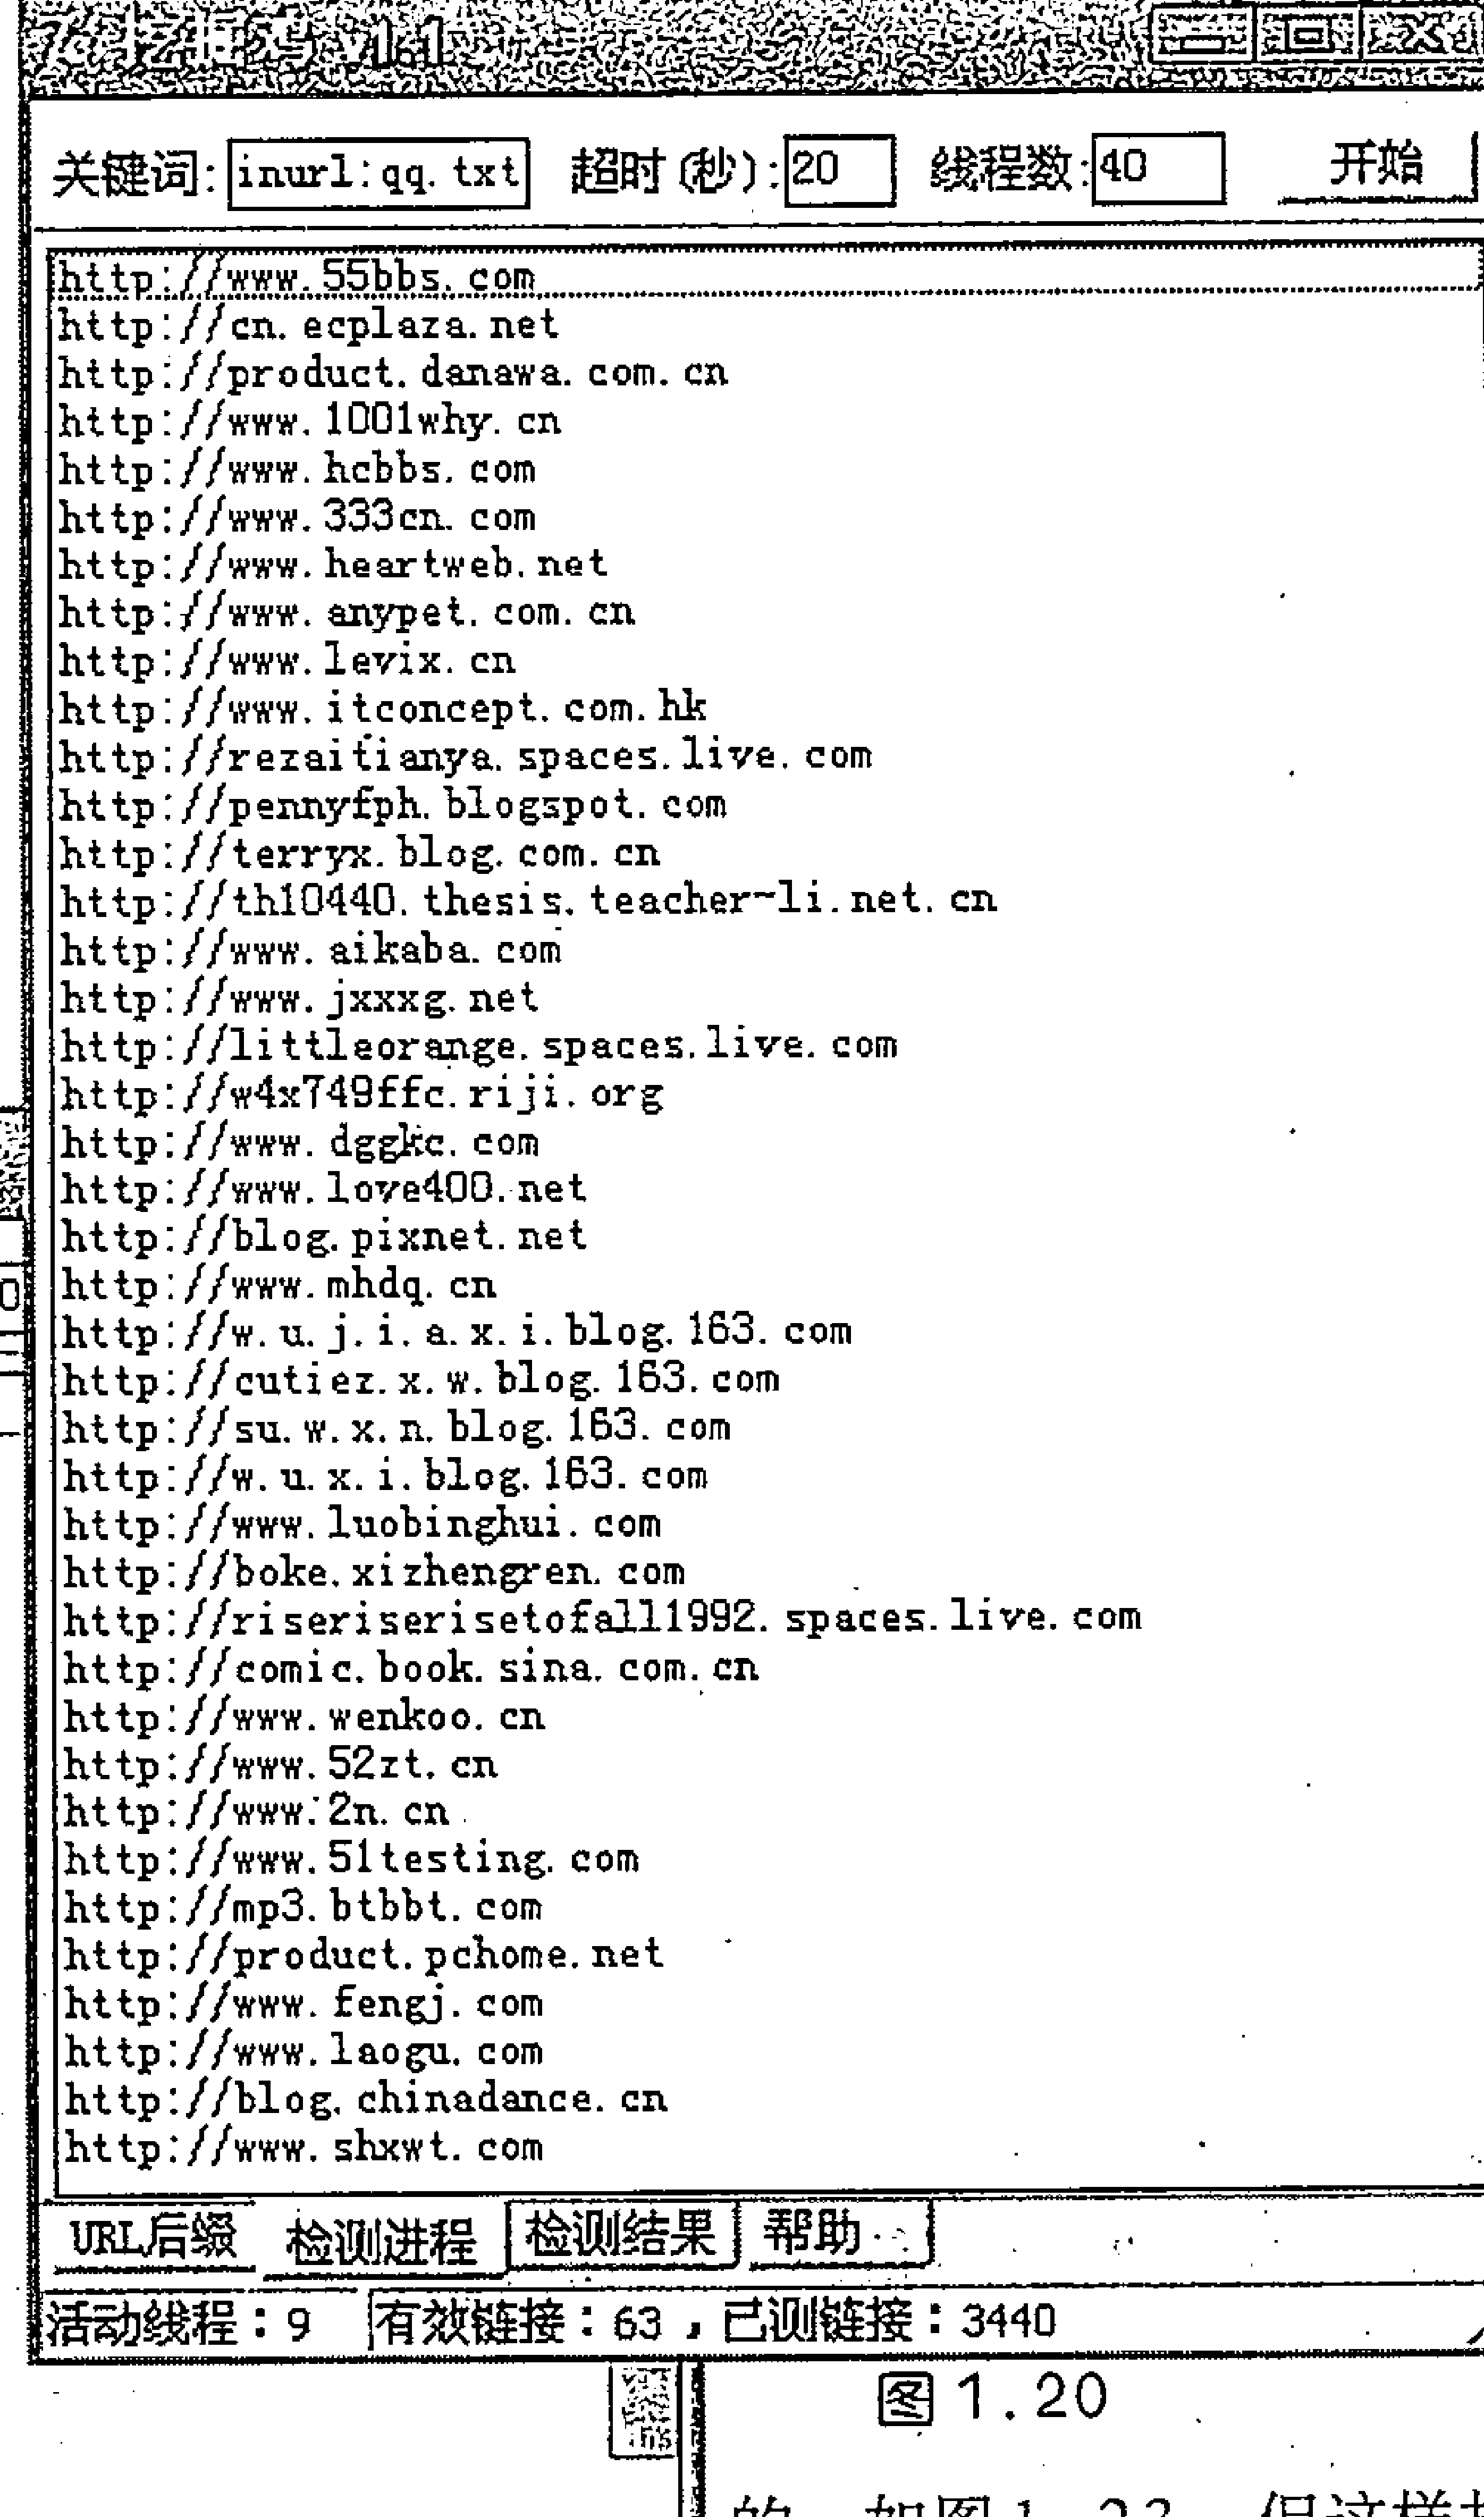 挖掘鸡 v1.1
关键词: inurl:qq.txt 超时(秒): 20 线程数: 40 开始
http://www.55bbs.com
http://cn.ecplaza.net
http://product.danawa.com.cn
http://www.1001why.cn
http://www.hcbbs.com
http://www.333cn.com
http://www.heartweb.net
http://www.anypet.com.cn
http://www.levix.cn
http://www.itconcept.com.hk
http://rezaitianya.spaces.live.com
http://pennyfph.blogspot.com
http://terryx.blog.com.cn
http://th10440.thesis.teacher-li.net.cn
http://www.aikaba.com
http://www.jxxxg.net
http://littleorange.spaces.live.com
http://w4x749ffc.riji.org
http://www.dggkc.com
http://www.love400.net
http://blog.pixnet.net
http://www.mhdq.cn
http://w.u.j.i.a.x.i.blog.163.com
http://cutiez.x.w.blog.163.com
http://su.w.x.n.blog.163.com
http://w.u.x.i.blog.163.com
http://www.luobinghui.com
http://boke.xizhengren.com
http://riseriserisetofall1992.spaces.live.com
http://comic.book.sina.com.cn
http://www.wenkoo.cn
http://www.52zt.cn
http://www.2n.cn
http://www.51testing.com
http://mp3.btbbt.com
http://product.pchome.net
http://www.fengj.com
http://www.laogu.com
http://blog.chinadance.cn
http://www.shxwt.com
URL后缀 检测进程 检测结果 帮助
活动线程：9 有效链接：63，已测链接：3440
图 1.20